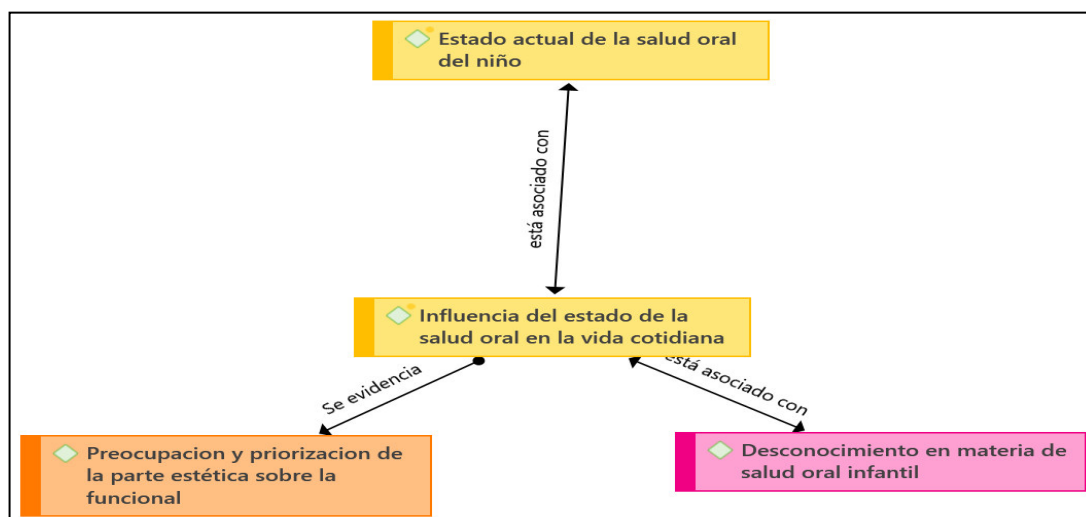 Estado actual de la salud oral
del niño
está asociado con
Influencia del estado de la
salud oral en la vida cotidiana
Se evidencia
está asociado con
Preocupacion y priorizacion de
la parte estética sobre la
funcional
Desconocimiento en materia de
salud oral infantil